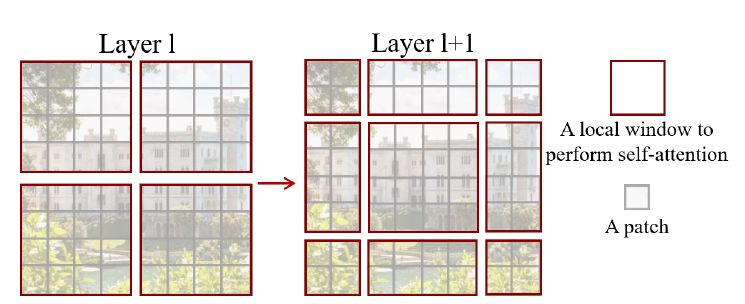 Layer l
Layer l+1
A local window to
perform self-attention
A patch